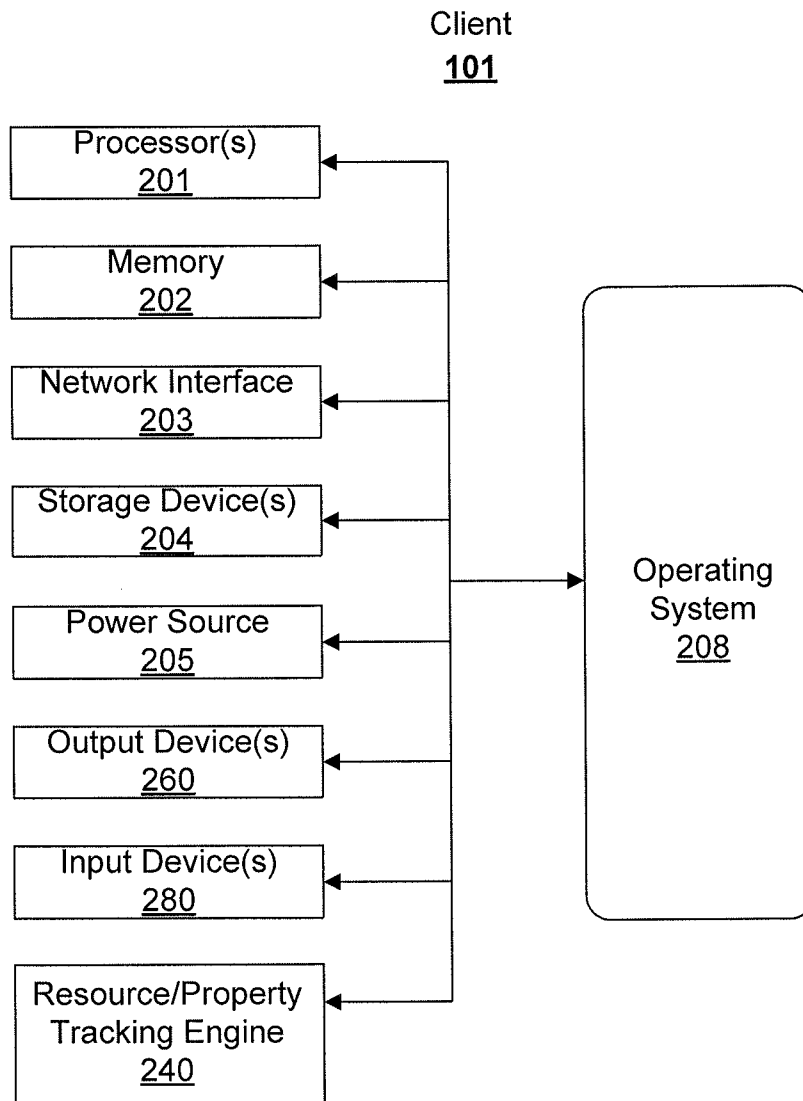 Client
101
Processor(s)
201
Memory
202
Network Interface
203
Storage Device(s)
204
Power Source
205
Output Device(s)
260
Input Device(s)
280
Resource/Property
Tracking Engine
240
Operating
System
208